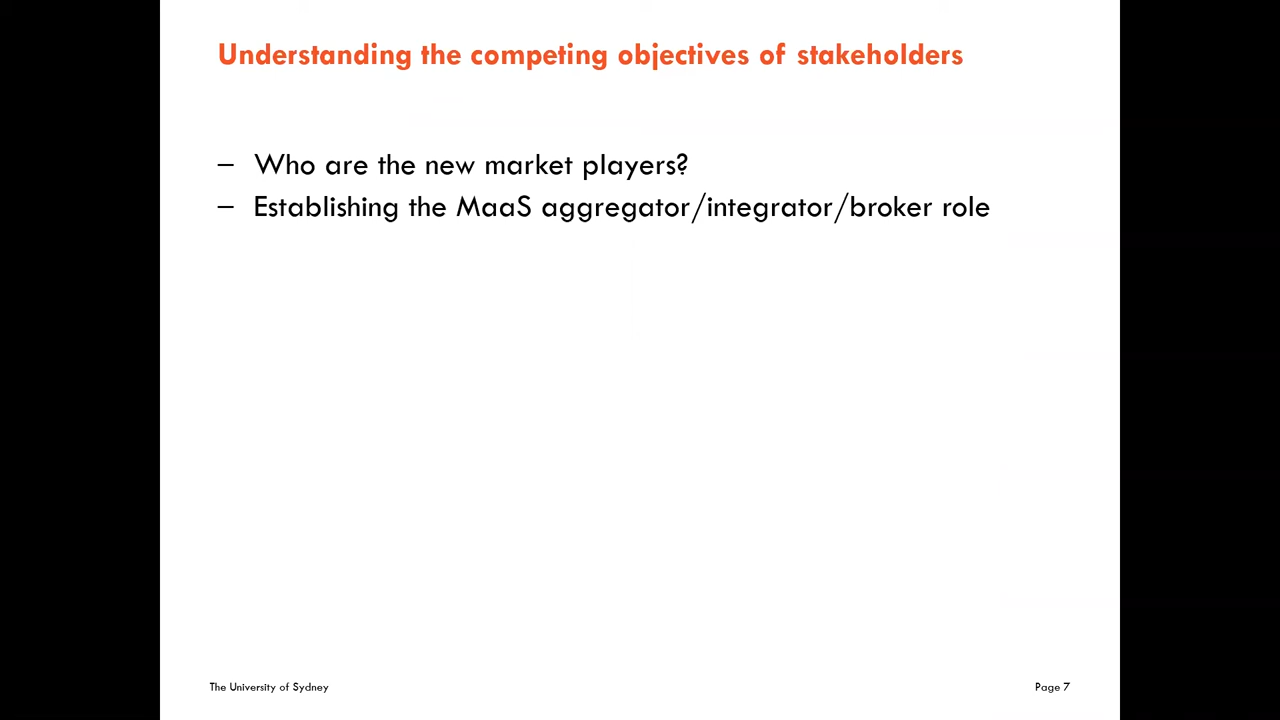 Understanding the competing objectives of stakeholders
– Who are the new market players?
– Establishing the MaaS aggregator/integrator/broker role
The University of Sydney
Page 7